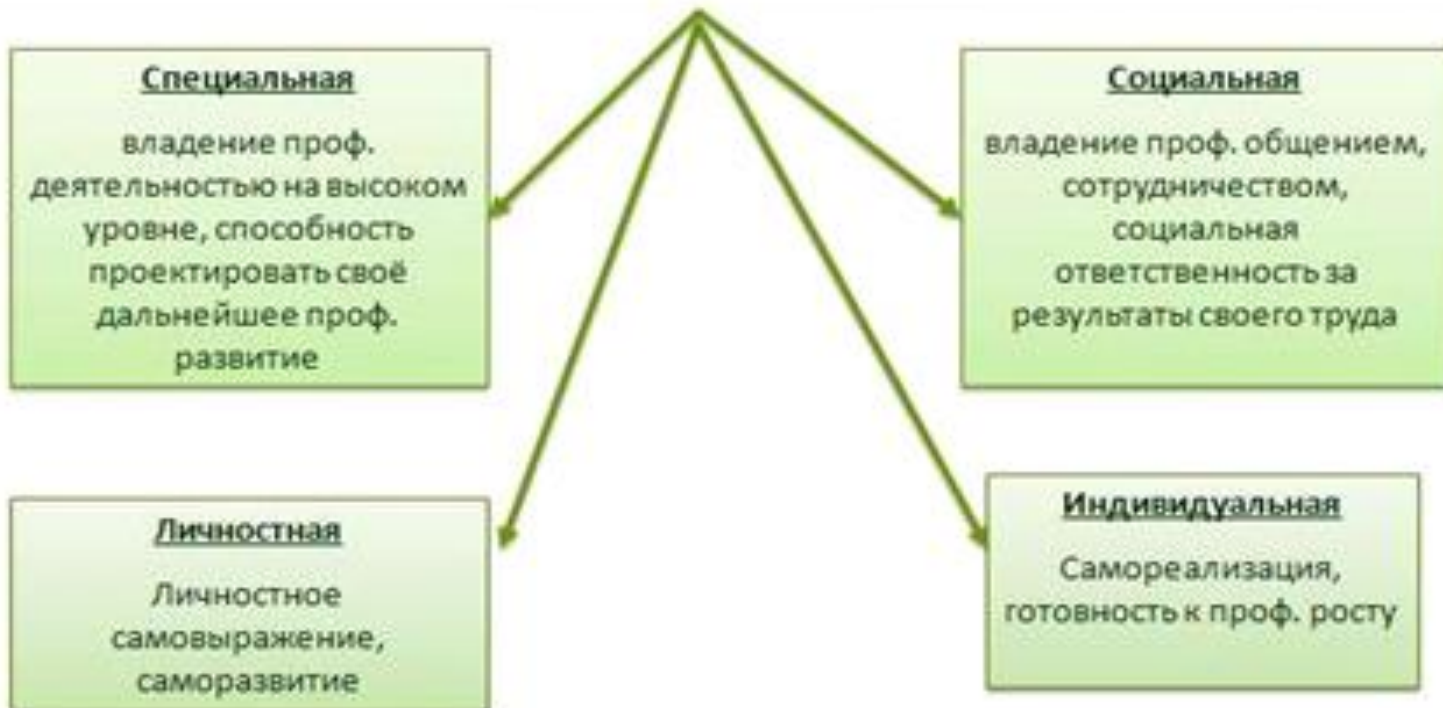 Специальная
владение проф.
деятельностью на высоком
уровне, способность
проектировать своё
дальнейшее проф.
развитие
Социальная
владение проф. общением,
сотрудничеством,
социальная
ответственность за
результаты своего труда
Личностная
Личностное
самовыражение,
саморазвитие
Индивидуальная
Самореализация,
готовность к проф. росту